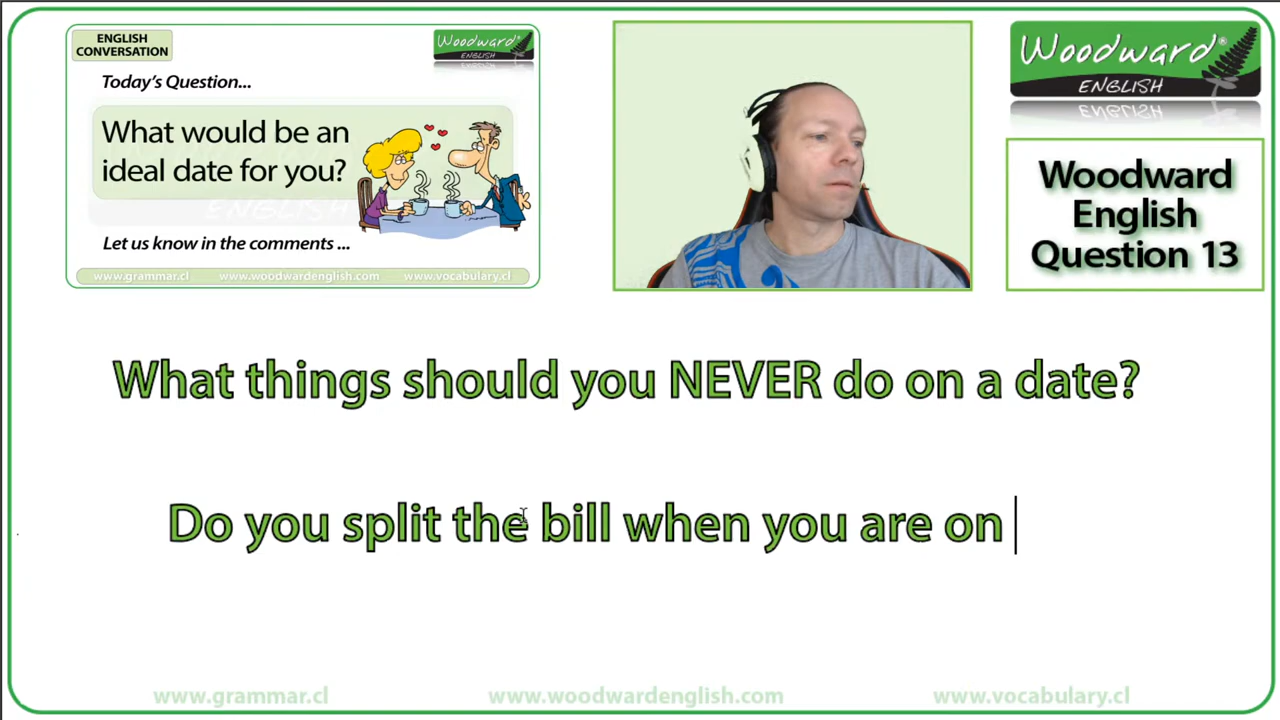 ENGLISH
CONVERSATION
Woodward®
ENGLISH
Today's Question...
What would be an
ideal date for you?
Let us know in the comments ...
www.grammar.cl www.woodwardenglish.com www.vocabulary.cl
Woodward®
ENGLISH
Woodward
English
Question 13
What things should you NEVER do on a date?
Do you split the bill when you are on
www.grammar.cl www.woodwardenglish.com www.vocabulary.cl